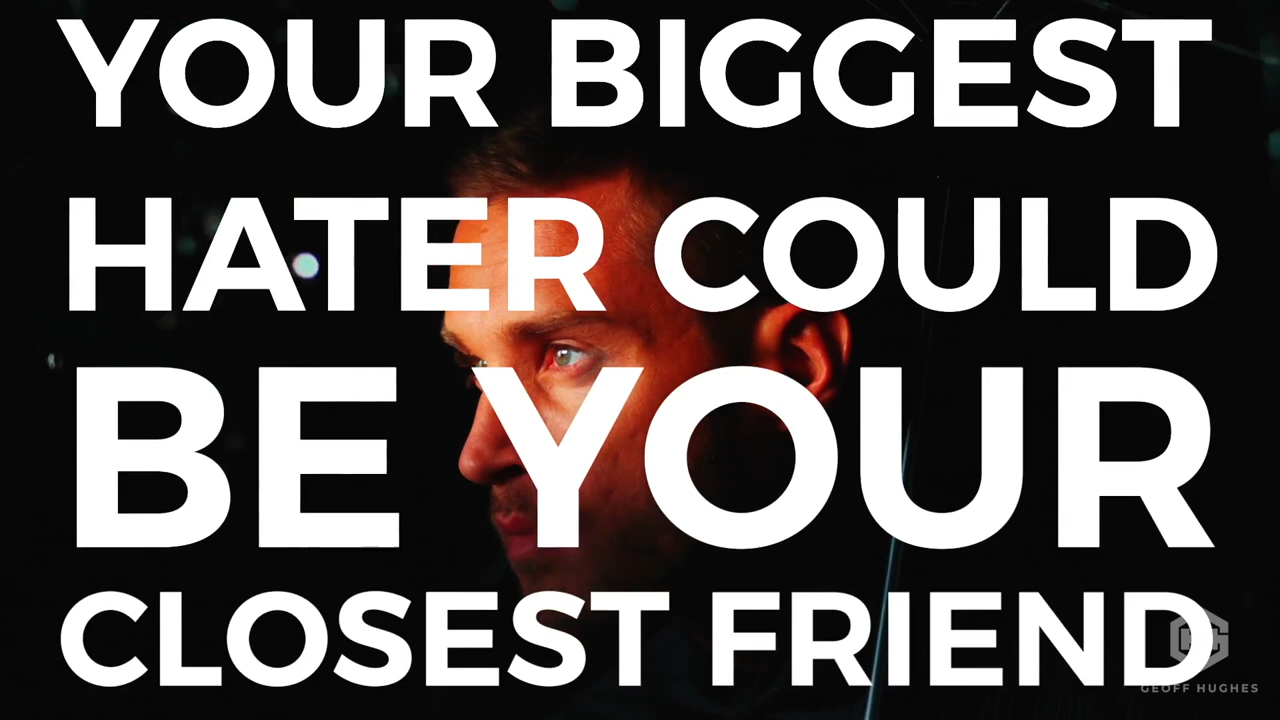 YOUR BIGGEST
HATER COULD
BE YOUR
CLOSEST FRIEND
GEOFF HUGHES